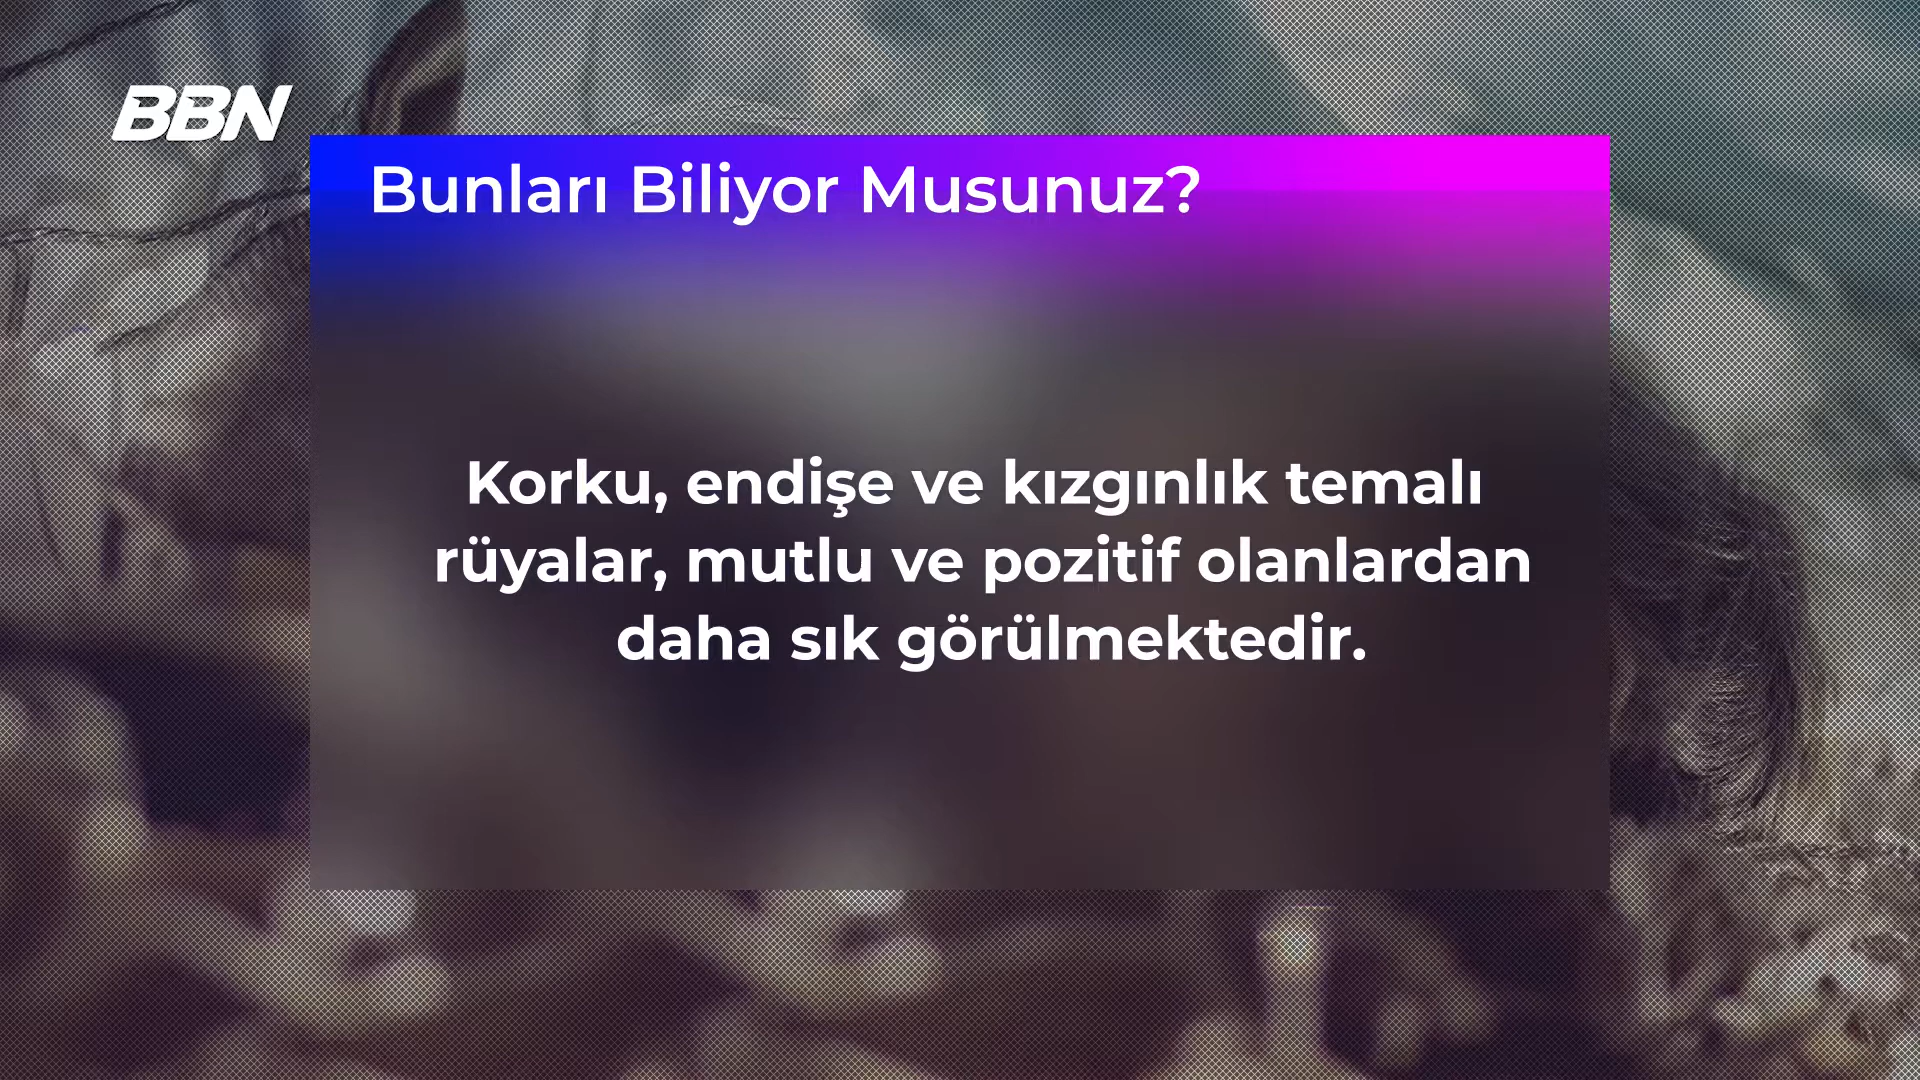 BBN
Bunları Biliyor Musunuz?
Korku, endişe ve kızgınlık temalı
rüyalar, mutlu ve pozitif olanlardan
daha sık görülmektedir.